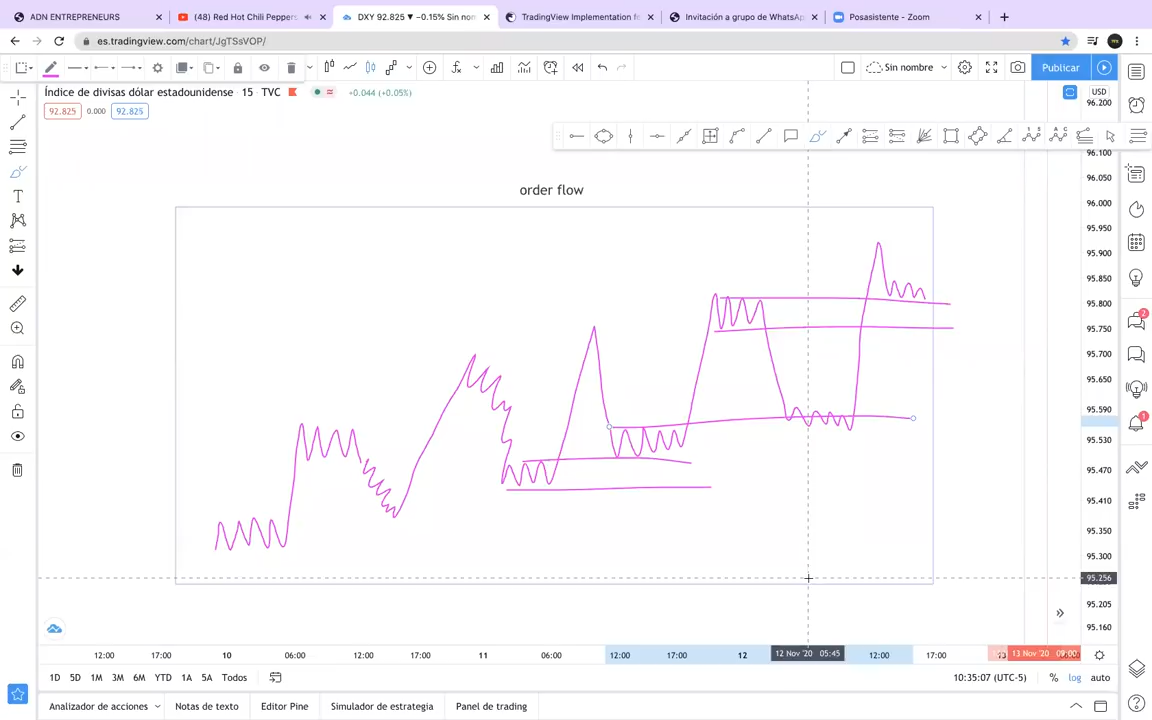 ADN ENTREPRENEURS
(48) Red Hot Chili Peppers
DXY 92.825 ▼ −0.15% Sin nom
TradingView Implementation fo
Invitación a grupo de WhatsAp
Posasistente - Zoom
es.tradingview.com/chart/JgTSsVOP/
Sin nombre
Publicar
Índice de divisas dólar estadounidense · 15 · TVC
+0.044 (+0.05%)
USD
92.825 0.000 92.825
order flow
96.200
96.100
96.050
96.000
95.950
95.900
95.850
95.800
95.750
95.700
95.650
95.590
95.530
95.470
95.410
95.350
95.300
95.256
95.205
95.160
2
1
12:00 17:00 10 06:00 12:00 17:00 11 06:00 12:00 17:00 12 12 Nov '20 05:45 12:00 17:00 13 Nov '20 09:00
1D 5D 1M 3M 6M YTD 1A 5A Todos
10:35:07 (UTC-5) % log auto
Analizador de acciones Notas de texto Editor Pine Simulador de estrategia Panel de trading